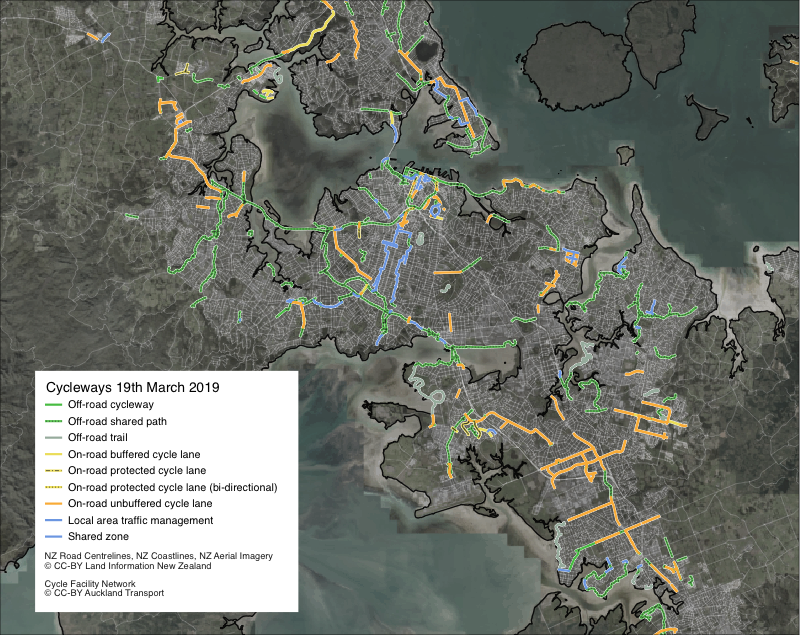 Cycleways 19th March 2019
Off-road cycleway
Off-road shared path
Off-road trail
On-road buffered cycle lane
On-road protected cycle lane
On-road protected cycle lane (bi-directional)
On-road unbuffered cycle lane
Local area traffic management
Shared zone
NZ Road Centrelines, NZ Coastlines, NZ Aerial Imagery
© CC-BY Land Information New Zealand
Cycle Facility Network
© CC-BY Auckland Transport